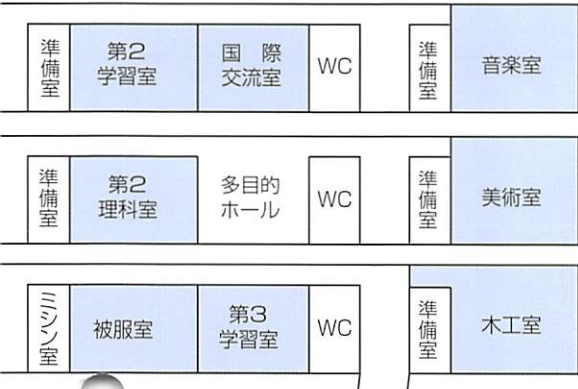 準備室
第2
学習室
国際
交流室
WC
準備室
音楽室
準備室
第2
理科室
多目的
ホール
WC
準備室
美術室
ミシン室
被服室
第3
学習室
WC
準備室
木工室